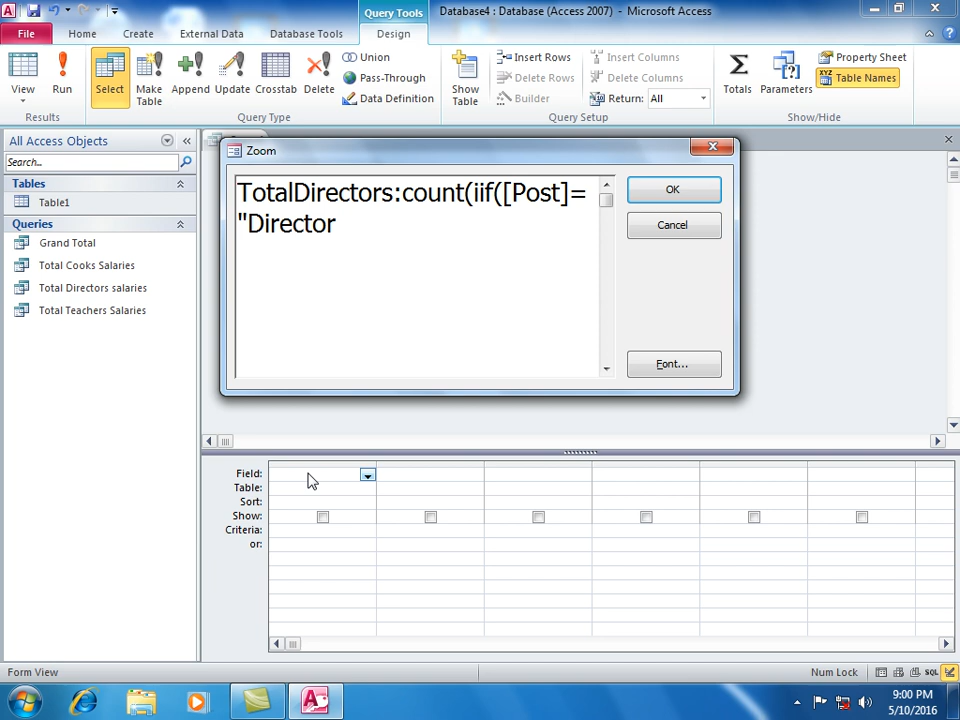 Query Tools
Database4 : Database (Access 2007) - Microsoft Access
File
Home
Create
External Data
Database Tools
Design
View
Run
Select
Make Table
Append
Update
Crosstab
Delete
Union
Pass-Through
Data Definition
Show Table
Insert Rows
Delete Rows
Builder
Insert Columns
Delete Columns
Return: All
Totals
Parameters
Property Sheet
XYZ
Table Names
Results
Query Type
Query Setup
Show/Hide
All Access Objects
Search...
Tables
Table1
Queries
Grand Total
Total Cooks Salaries
Total Directors salaries
Total Teachers Salaries
Zoom
TotalDirectors:count(iif([Post]=
"Director
OK
Cancel
Font...
Field:
Table:
Sort:
Show:
Criteria:
or:
Form View
Num Lock
SQL
9:00 PM
5/10/2016